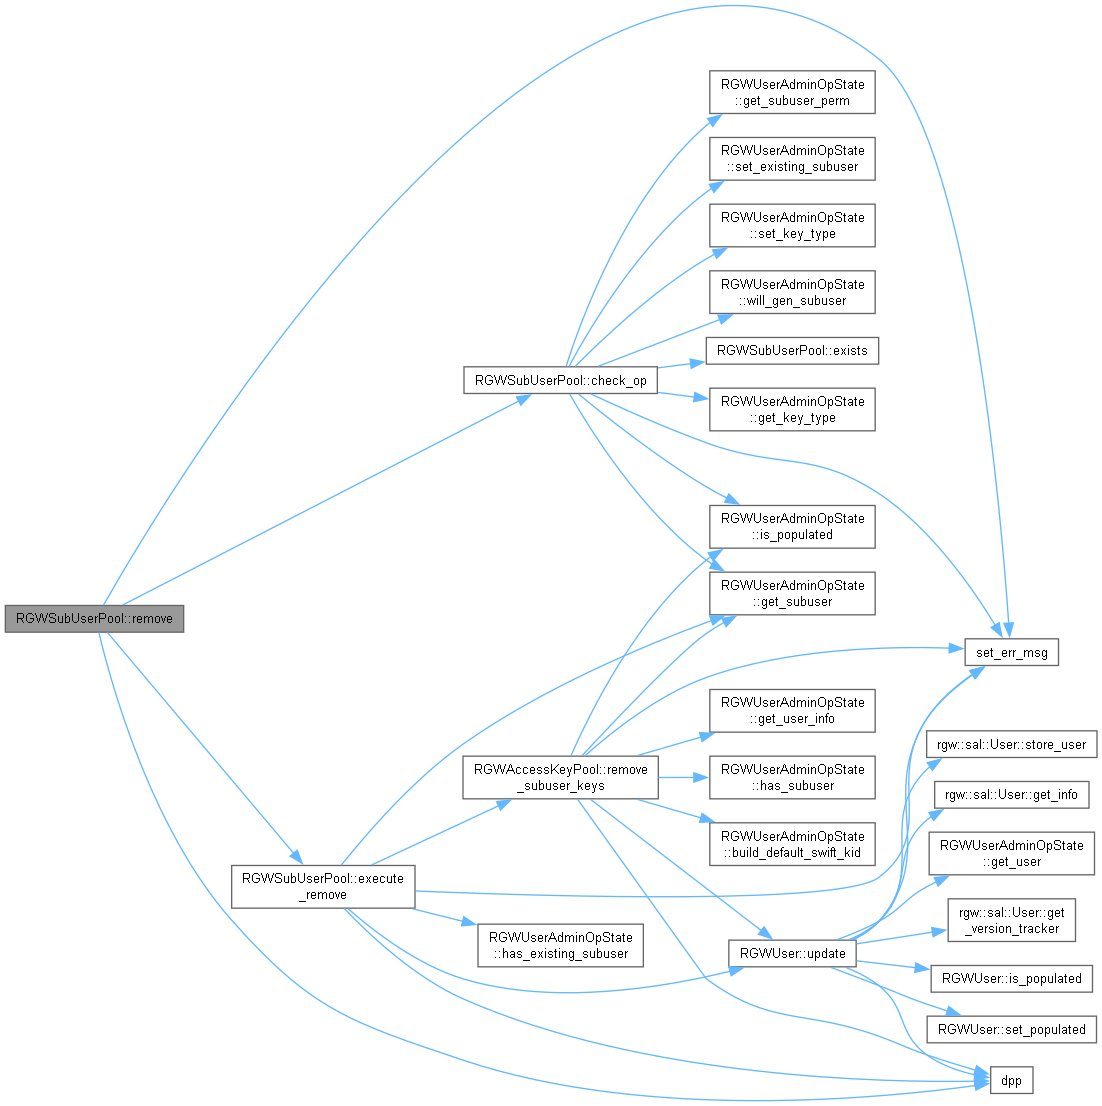 RGWUserAdminOpState
::get_subuser_perm
RGWUserAdminOpState
::set_existing_subuser
RGWUserAdminOpState
::set_key_type
RGWUserAdminOpState
::will_gen_subuser
RGWSubUserPool::exists
RGWSubUserPool::check_op
RGWUserAdminOpState
::get_key_type
RGWUserAdminOpState
::is_populated
RGWUserAdminOpState
::get_subuser
RGWSubUserPool::remove
set_err_msg
RGWUserAdminOpState
::get_user_info
rgw::sal::User::store_user
RGWAccessKeyPool::remove
_subuser_keys
RGWUserAdminOpState
::has_subuser
rgw::sal::User::get_info
RGWUserAdminOpState
::build_default_swift_kid
RGWUserAdminOpState
::get_user
RGWSubUserPool::execute
_remove
rgw::sal::User::get
_version_tracker
RGWUserAdminOpState
::has_existing_subuser
RGWUser::update
RGWUser::is_populated
RGWUser::set_populated
dpp